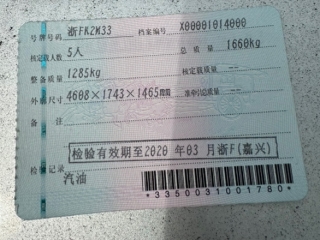 号牌号码 浙FK2M33 档案编号 X00001014000
核定载人数 5人 总质量 1660kg
整备质量 1285kg 核定载质量 --
外廓尺寸 4608×1743×1465 准牵引总质量 --
备注
检验有效期至2020年03月浙F(嘉兴)
检验记录
汽油
*3350031001780*